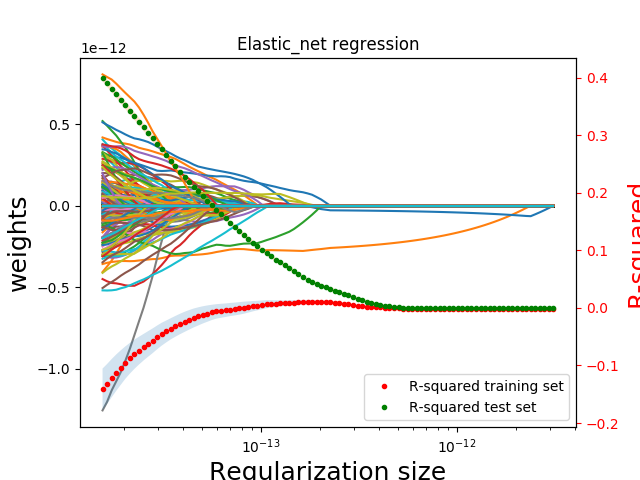 Elastic_net regression
1e−12
0.5
0.0
−0.5
−1.0
weights
0.4
0.3
0.2
0.1
0.0
−0.1
−0.2
R-squared
R-squared training set
R-squared test set
10−13
10−12
Regularization size